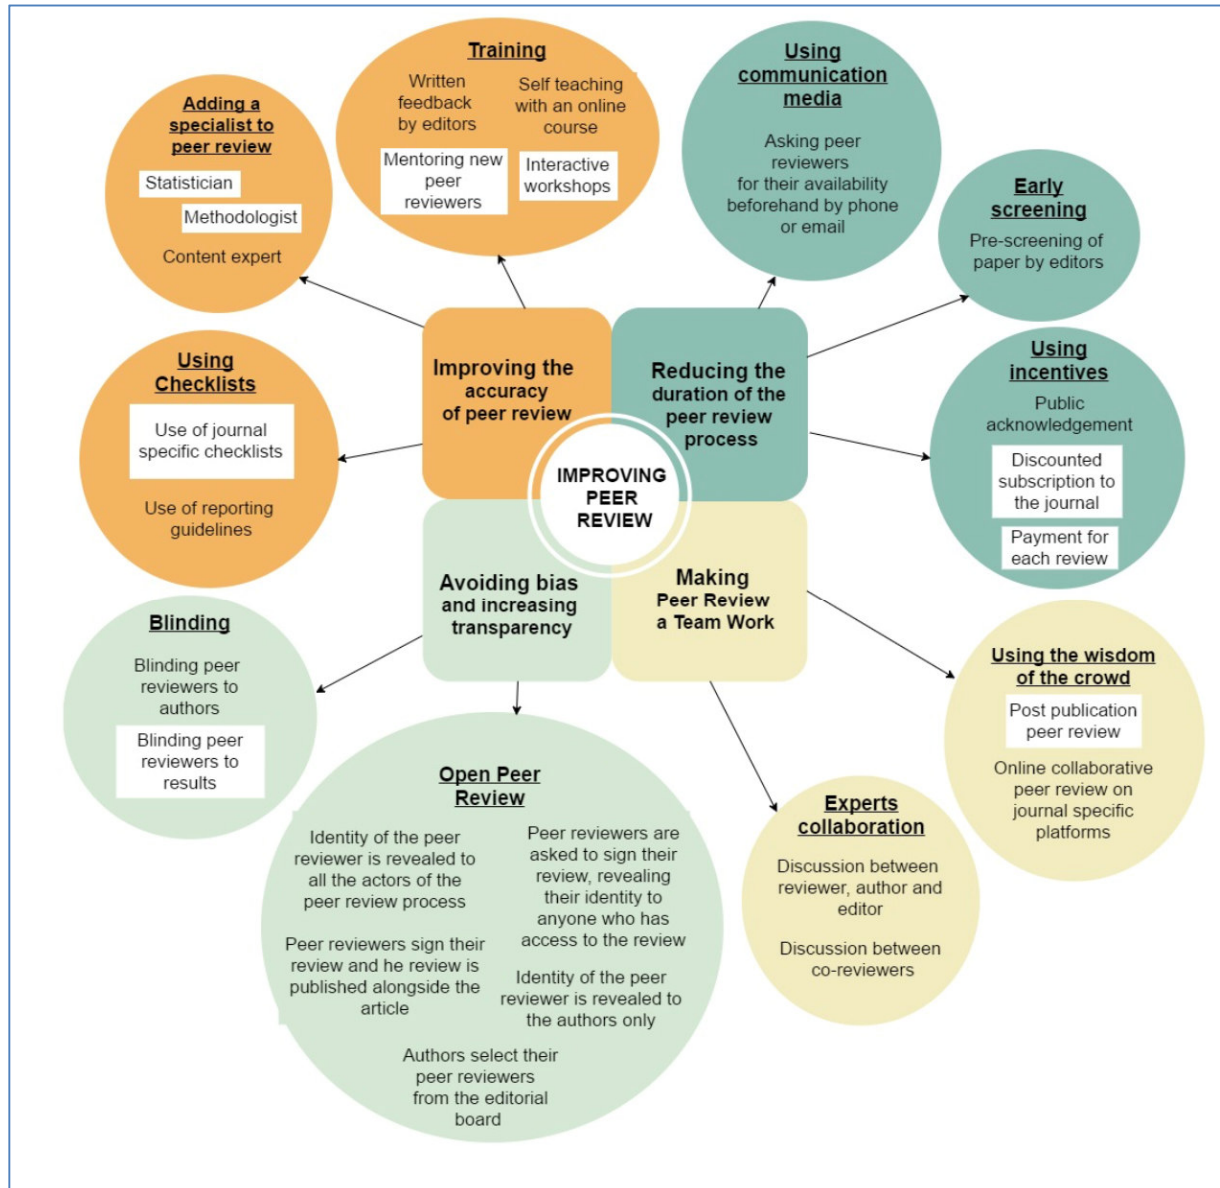 Training
Written
feedback
by editors
Self teaching
with an online
course
Mentoring new
peer
reviewers
Interactive
workshops
Using
communication
media
Asking peer
reviewers
for their availability
beforehand by phone
or email
Adding a
specialist to
peer review
Statistician
Methodologist
Content expert
Early
screening
Pre-screening of
paper by editors
Using
Checklists
Use of journal
specific checklists
Use of reporting
guidelines
Improving the
accuracy
of peer review
Reducing the
duration of the
peer review
process
Using
incentives
Public
acknowledgement
Discounted
subscription to
the journal
Payment for
each review
IMPROVING
PEER
REVIEW
Avoiding bias
and increasing
transparency
Making
Peer Review
a Team Work
Blinding
Blinding peer
reviewers to
authors
Blinding peer
reviewers to
results
Using the wisdom
of the crowd
Post publication
peer review
Online collaborative
peer review on
journal specific
platforms
Open Peer
Review
Identity of the peer
reviewer is revealed to
all the actors of the
peer review process
Peer reviewers are
asked to sign their
review, revealing
their identity to
anyone who has
access to the review
Peer reviewers sign their
review and he review is
published alongside the
article
Identity of the peer
reviewer is revealed to
the authors only
Authors select their
peer reviewers
from the editorial
board
Experts
collaboration
Discussion between
reviewer, author and
editor
Discussion between
co-reviewers